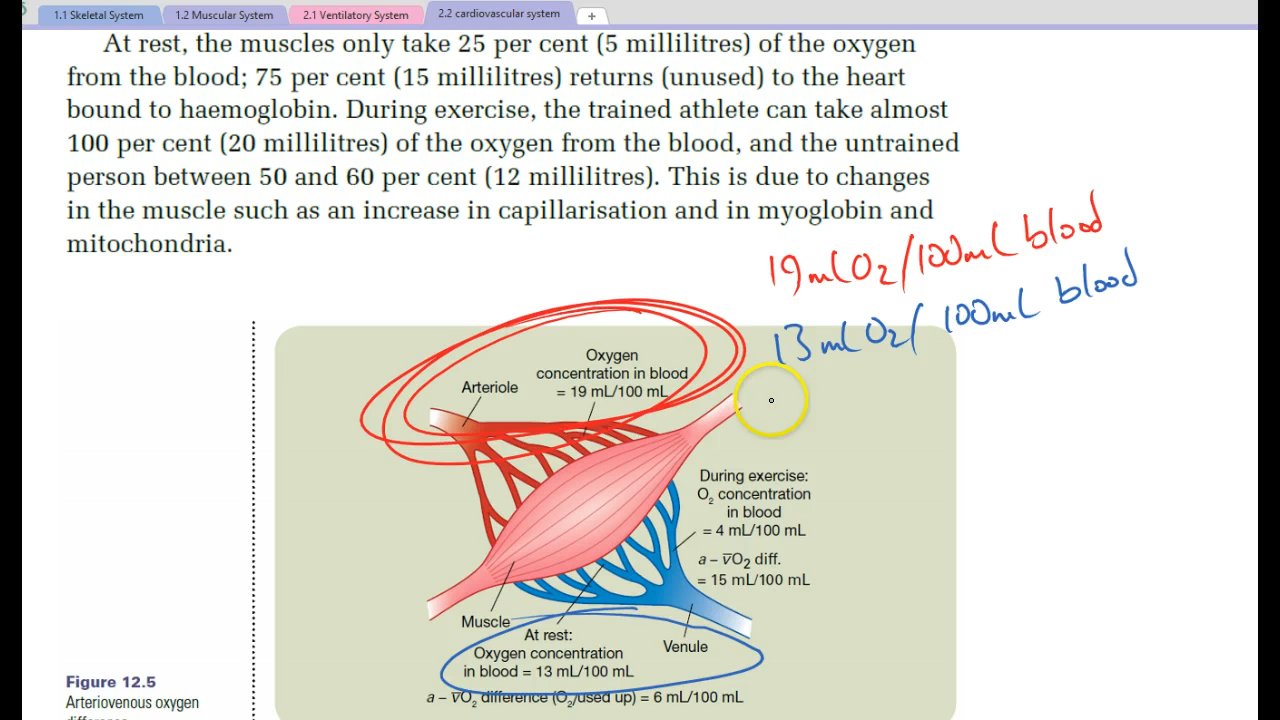 1.1 Skeletal System
1.2 Muscular System
2.1 Ventilatory System
2.2 cardiovascular system
At rest, the muscles only take 25 per cent (5 millilitres) of the oxygen
from the blood; 75 per cent (15 millilitres) returns (unused) to the heart
bound to haemoglobin. During exercise, the trained athlete can take almost
100 per cent (20 millilitres) of the oxygen from the blood, and the untrained
person between 50 and 60 per cent (12 millilitres). This is due to changes
in the muscle such as an increase in capillarisation and in myoglobin and
mitochondria.
19 ml O2/100mL blood
13 ml O2/100mL blood
Oxygen
concentration in blood
= 19 mL/100 mL
Arteriole
During exercise:
O₂ concentration
in blood
= 4 mL/100 mL
a – v̅O₂ diff.
= 15 mL/100 mL
Muscle
At rest:
Oxygen concentration
in blood = 13 mL/100 mL
Venule
a – v̅O₂ difference (O₂/used up) = 6 mL/100 mL
Figure 12.5
Arteriovenous oxygen
difference